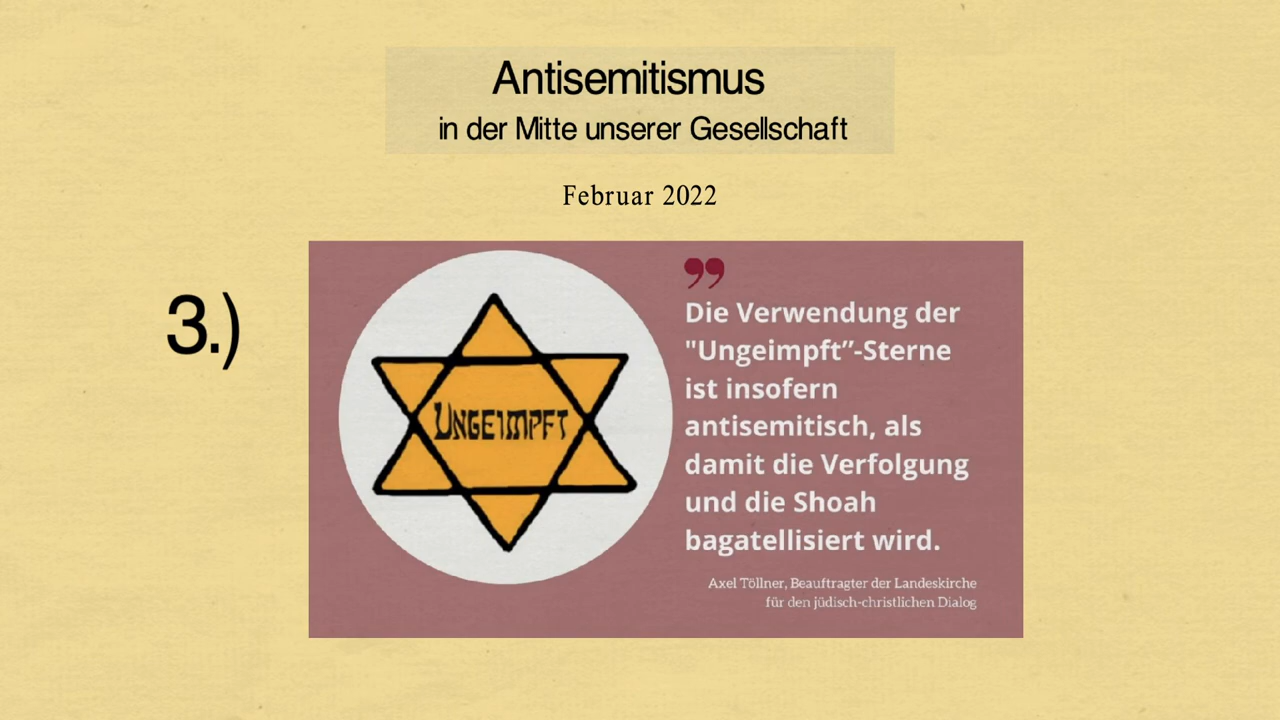 Antisemitismus
in der Mitte unserer Gesellschaft
Februar 2022
3.)
UNGEIMPFT
”
Die Verwendung der
"Ungeimpft”-Sterne
ist insofern
antisemitisch, als
damit die Verfolgung
und die Shoah
bagatellisiert wird.
Axel Töllner, Beauftragter der Landeskirche
für den jüdisch-christlichen Dialog